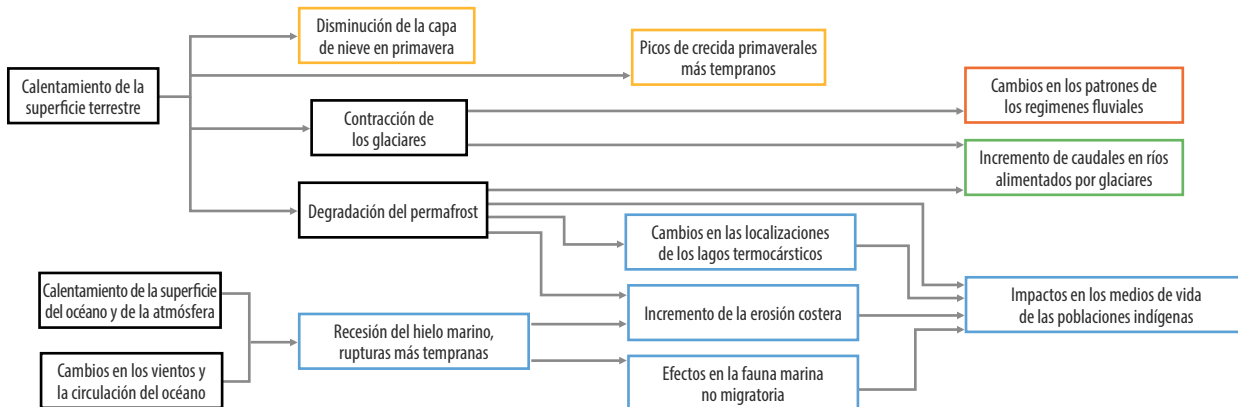 Disminución de la capa
de nieve en primavera
Picos de crecida primaverales
más tempranos
Calentamiento de la
superficie terrestre
Cambios en los patrones de
los regimenes fluviales
Contracción de
los glaciares
Incremento de caudales en ríos
alimentados por glaciares
Degradación del permafrost
Cambios en las localizaciones
de los lagos termocársticos
Calentamiento de la superficie
del océano y de la atmósfera
Recesión del hielo marino,
rupturas más tempranas
Incremento de la erosión costera
Impactos en los medios de vida
de las poblaciones indígenas
Cambios en los vientos y
la circulación del océano
Efectos en la fauna marina
no migratoria